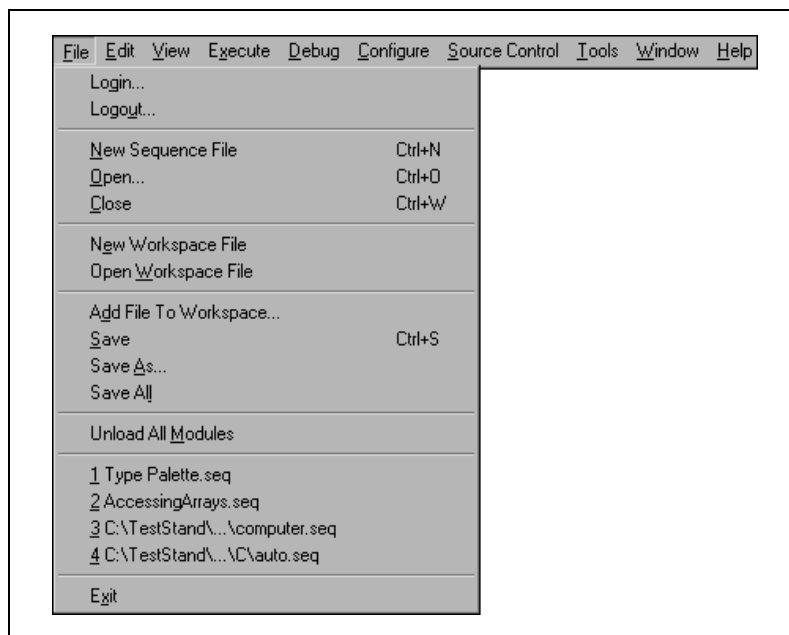 File Edit View Execute Debug Configure Source Control Tools Window Help
Login...
Logout...
New Sequence File Ctrl+N
Open... Ctrl+O
Close Ctrl+W
New Workspace File
Open Workspace File
Add File To Workspace...
Save Ctrl+S
Save As...
Save All
Unload All Modules
1 Type Palette.seq
2 AccessingArrays.seq
3 C:\TestStand\...\computer.seq
4 C:\TestStand\...\C\auto.seq
Exit